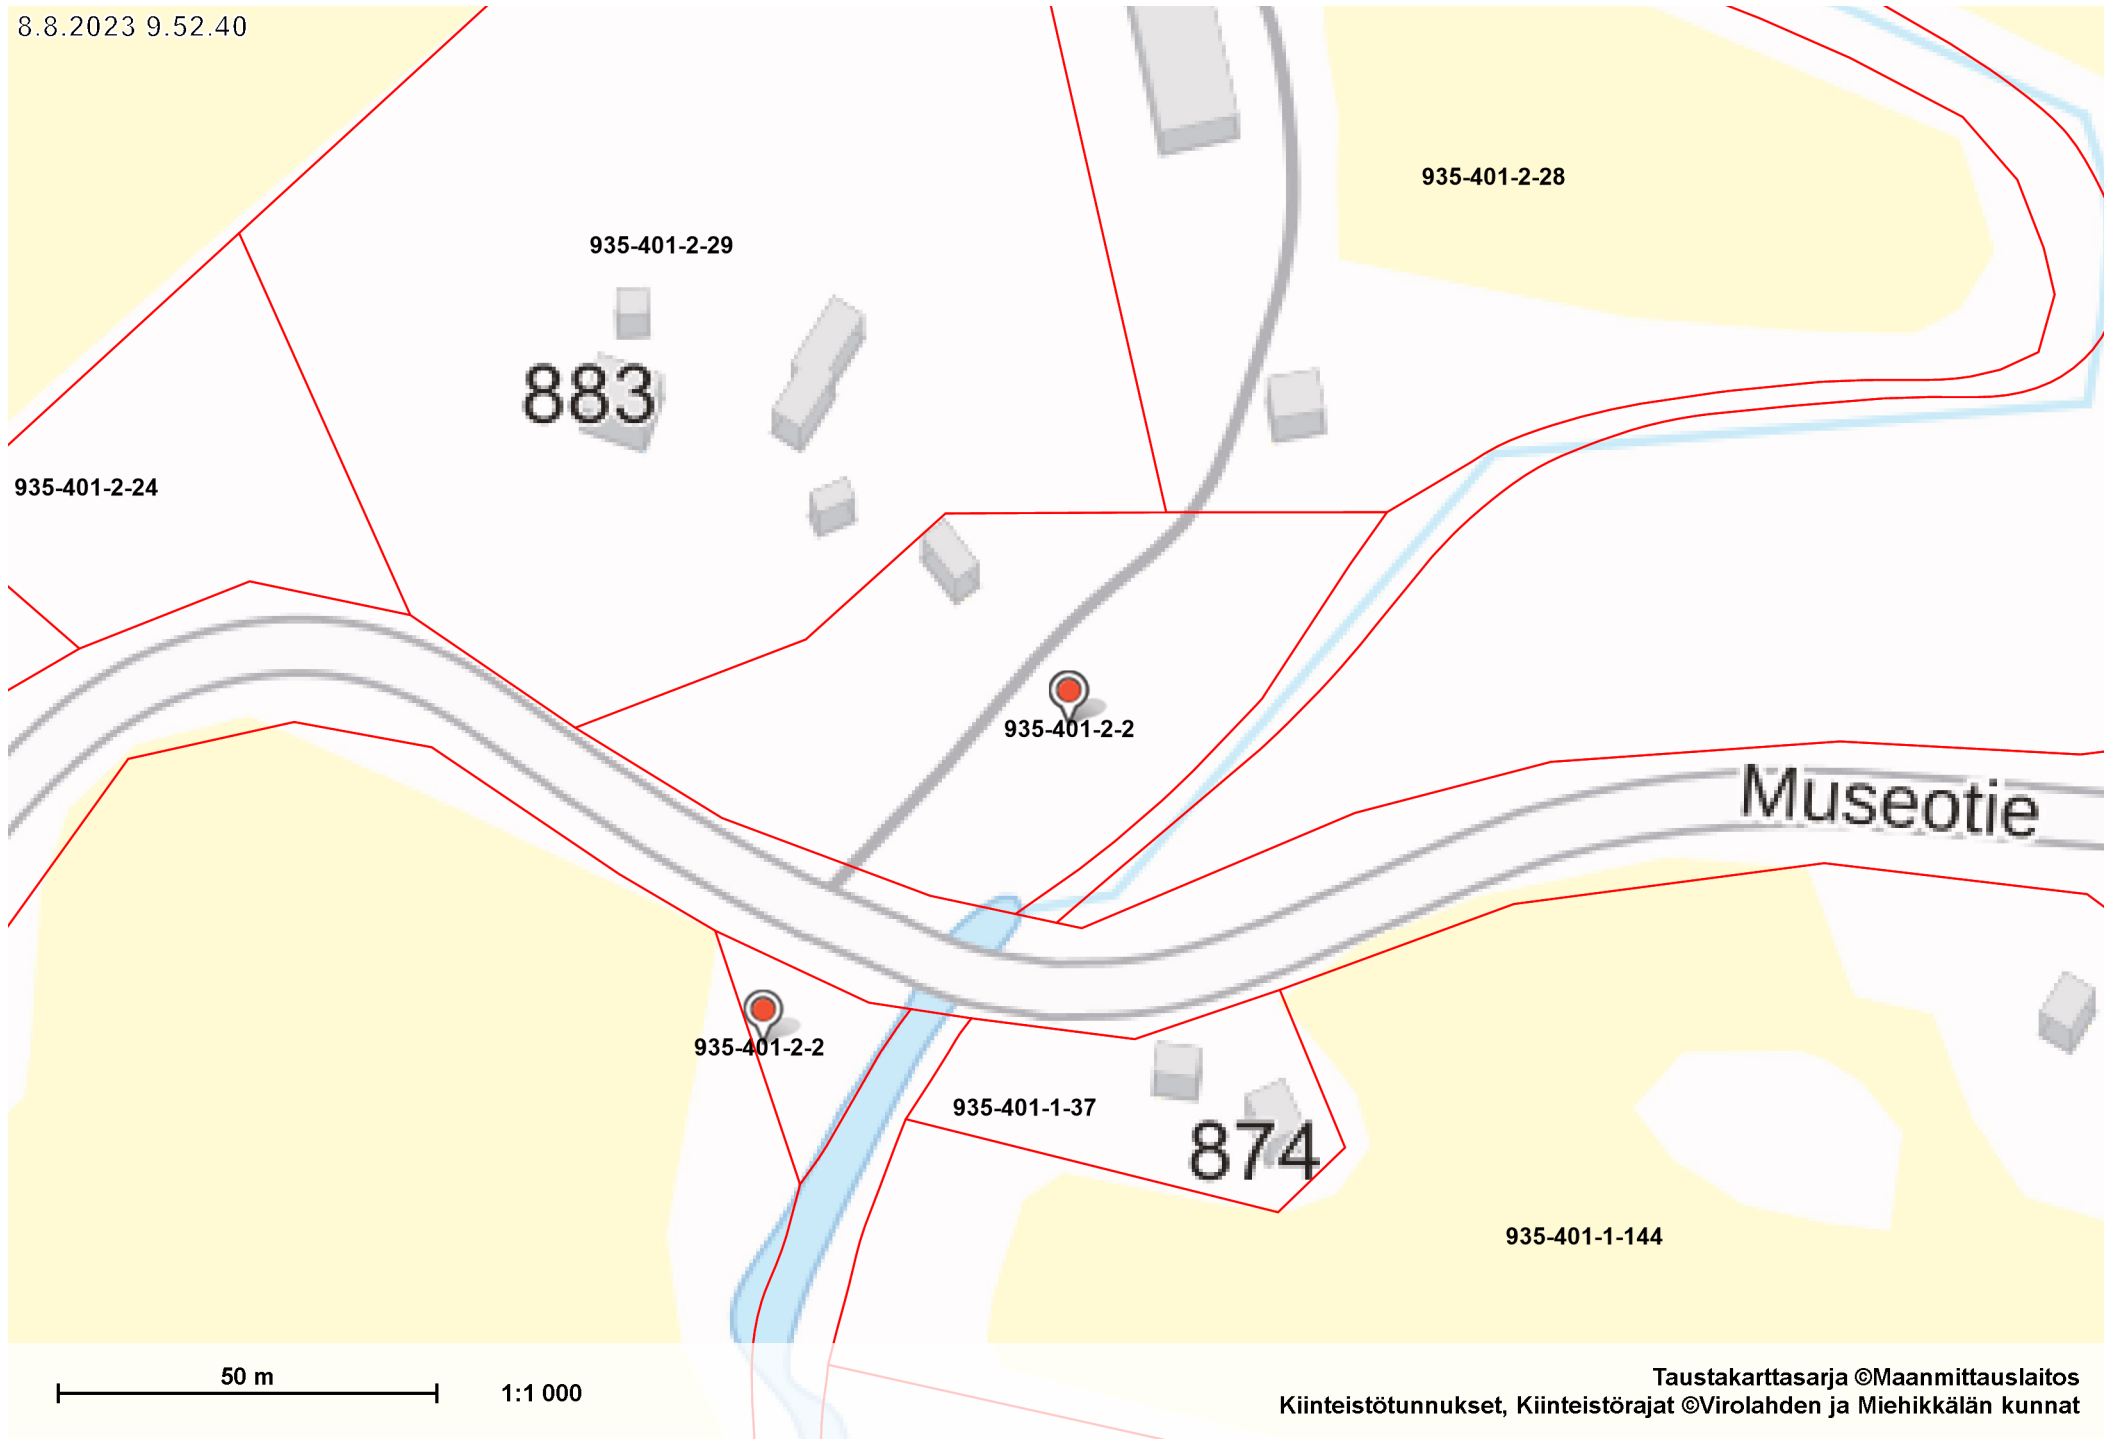 8.8.2023 9.52.40
935-401-2-28
935-401-2-29
883
935-401-2-24
935-401-2-2
Museotie
935-401-2-2
935-401-1-37
874
935-401-1-144
50 m
1:1 000
Taustakarttasarja ©Maanmittauslaitos
Kiinteistötunnukset, Kiinteistörajat ©Virolahden ja Miehikkälän kunnat